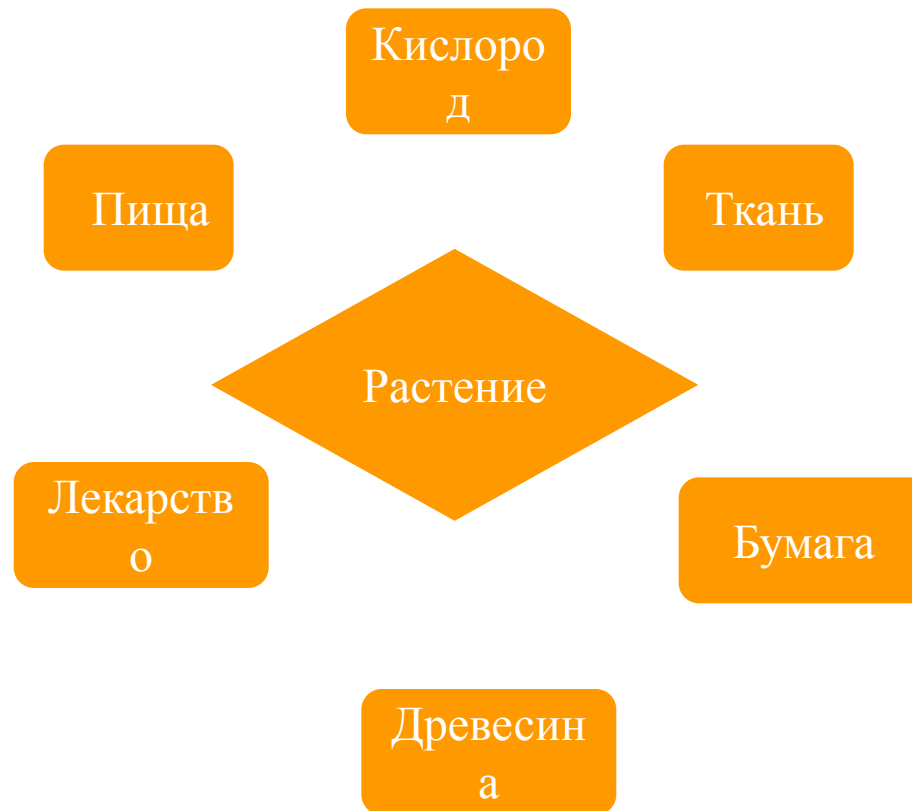 Кислоро
д
Пища
Ткань
Растение
Лекарств
о
Бумага
Древесин
а